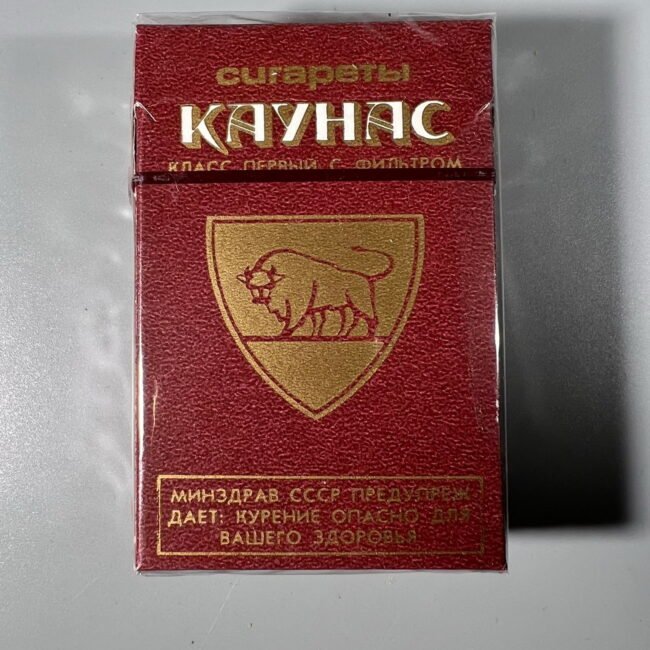 сигареты
КАУНАС
КЛАСС ПЕРВЫЙ С ФИЛЬТРОМ
МИНЗДРАВ СССР ПРЕДУПРЕЖ
ДАЕТ: КУРЕНИЕ ОПАСНО ДЛЯ
ВАШЕГО ЗДОРОВЬЯ